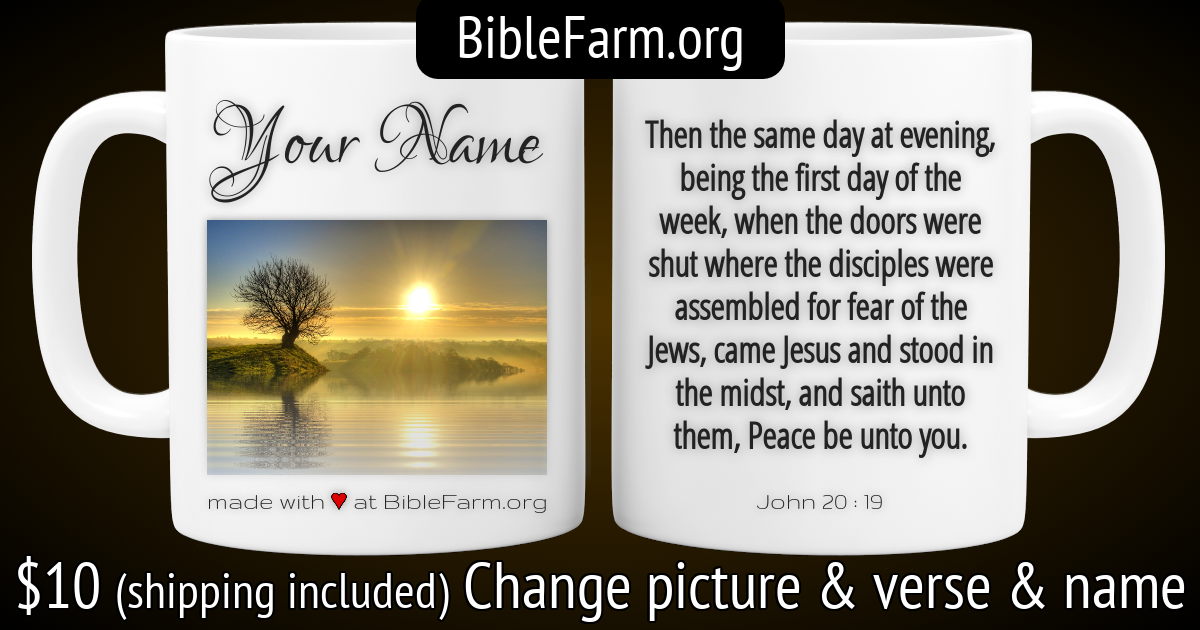 BibleFarm.org
Your Name
made with ♥ at BibleFarm.org
Then the same day at evening,
being the first day of the
week, when the doors were
shut where the disciples were
assembled for fear of the
Jews, came Jesus and stood in
the midst, and saith unto
them, Peace be unto you.
John 20 : 19
$10 (shipping included) Change picture & verse & name